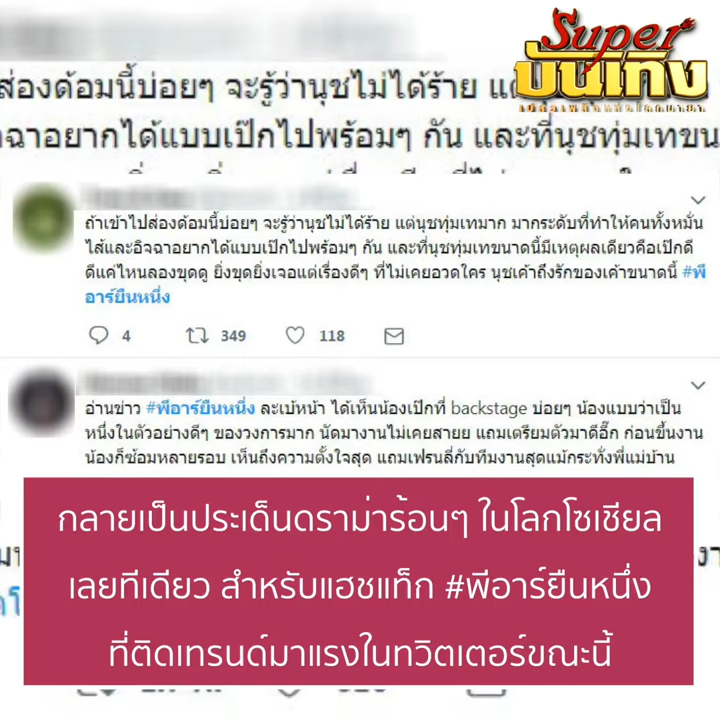 Super
บันเทิง
ส่องด้อมนี้บ่อยๆ จะรู้ว่านุชไม่ได้ร้าย
ฉาอยากได้แบบเป๊กไปพร้อมๆ กัน และที่นุชทุ่มเทขน
ถ้าเข้าไปส่องด้อมนี้บ่อยๆ จะรู้ว่านุชไม่ได้ร้าย แต่นุชทุ่มเทมาก มากระดับที่ทำให้คนทั้งหมั่น
ไส้และอิจฉาอยากได้แบบเป๊กไปพร้อมๆ กัน และที่นุชทุ่มเทขนาดนี้มีเหตุผลเดียวคือเป๊กดี
ดีแค่ไหนลองขุดดู ยิ่งขุดยิ่งเจอแต่เรื่องดีๆ ที่ไม่เคยอวดใคร นุชเค้าถึงรักของเค้าขนาดนี้ #พี
อาร์ยืนหนึ่ง
4 349 118
อ่านข่าว #พีอาร์ยืนหนึ่ง ละเบ้หน้า ได้เห็นน้องเป๊กที่ backstage บ่อยๆ น้องแบบว่าเป็น
หนึ่งในตัวอย่างดีๆ ของวงการมาก นัดมางานไม่เคยสายย แถมเตรียมตัวมาดีอี๊ก ก่อนขึ้นงาน
น้องก็ซ้อมหลายรอบ เห็นถึงความตั้งใจสุด แถมเฟรนลี่กับทีมงานสุดแม้กระทั่งพี่แม่บ้าน
กลายเป็นประเด็นดราม่าร้อนๆ ในโลกโซเชียล
เลยทีเดียว สำหรับแฮชแท็ก #พีอาร์ยืนหนึ่ง
ที่ติดเทรนด์มาแรงในทวิตเตอร์ขณะนี้